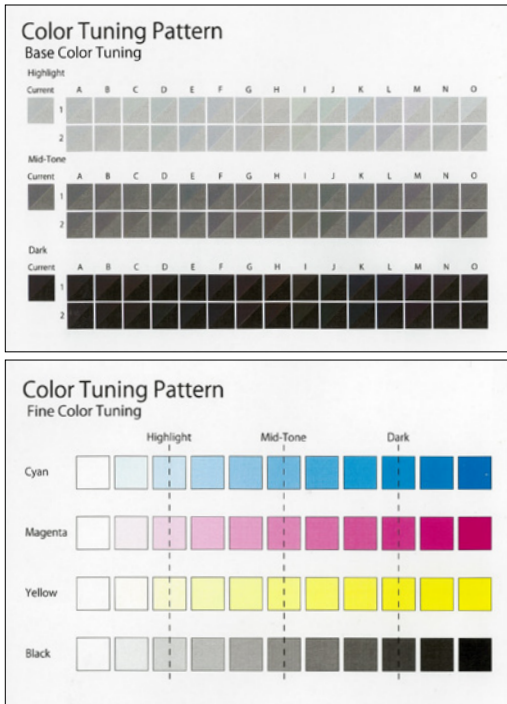 Color Tuning Pattern
Base Color Tuning
Highlight
Current A B C D E F G H I J K L M N O
1
2
Mid-Tone
Current A B C D E F G H I J K L M N O
1
2
Dark
Current A B C D E F G H I J K L M N O
1
2
Color Tuning Pattern
Fine Color Tuning
Highlight Mid-Tone Dark
Cyan
Magenta
Yellow
Black